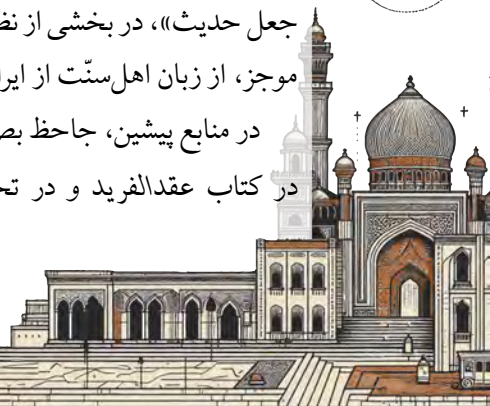 جعل حدیث»، در بخشی از نظ
موجز، از زبان اهل‌سنّت از ایرا
در منابع پیشین، جاحظ بص
در کتاب عقدالفرید و در تح